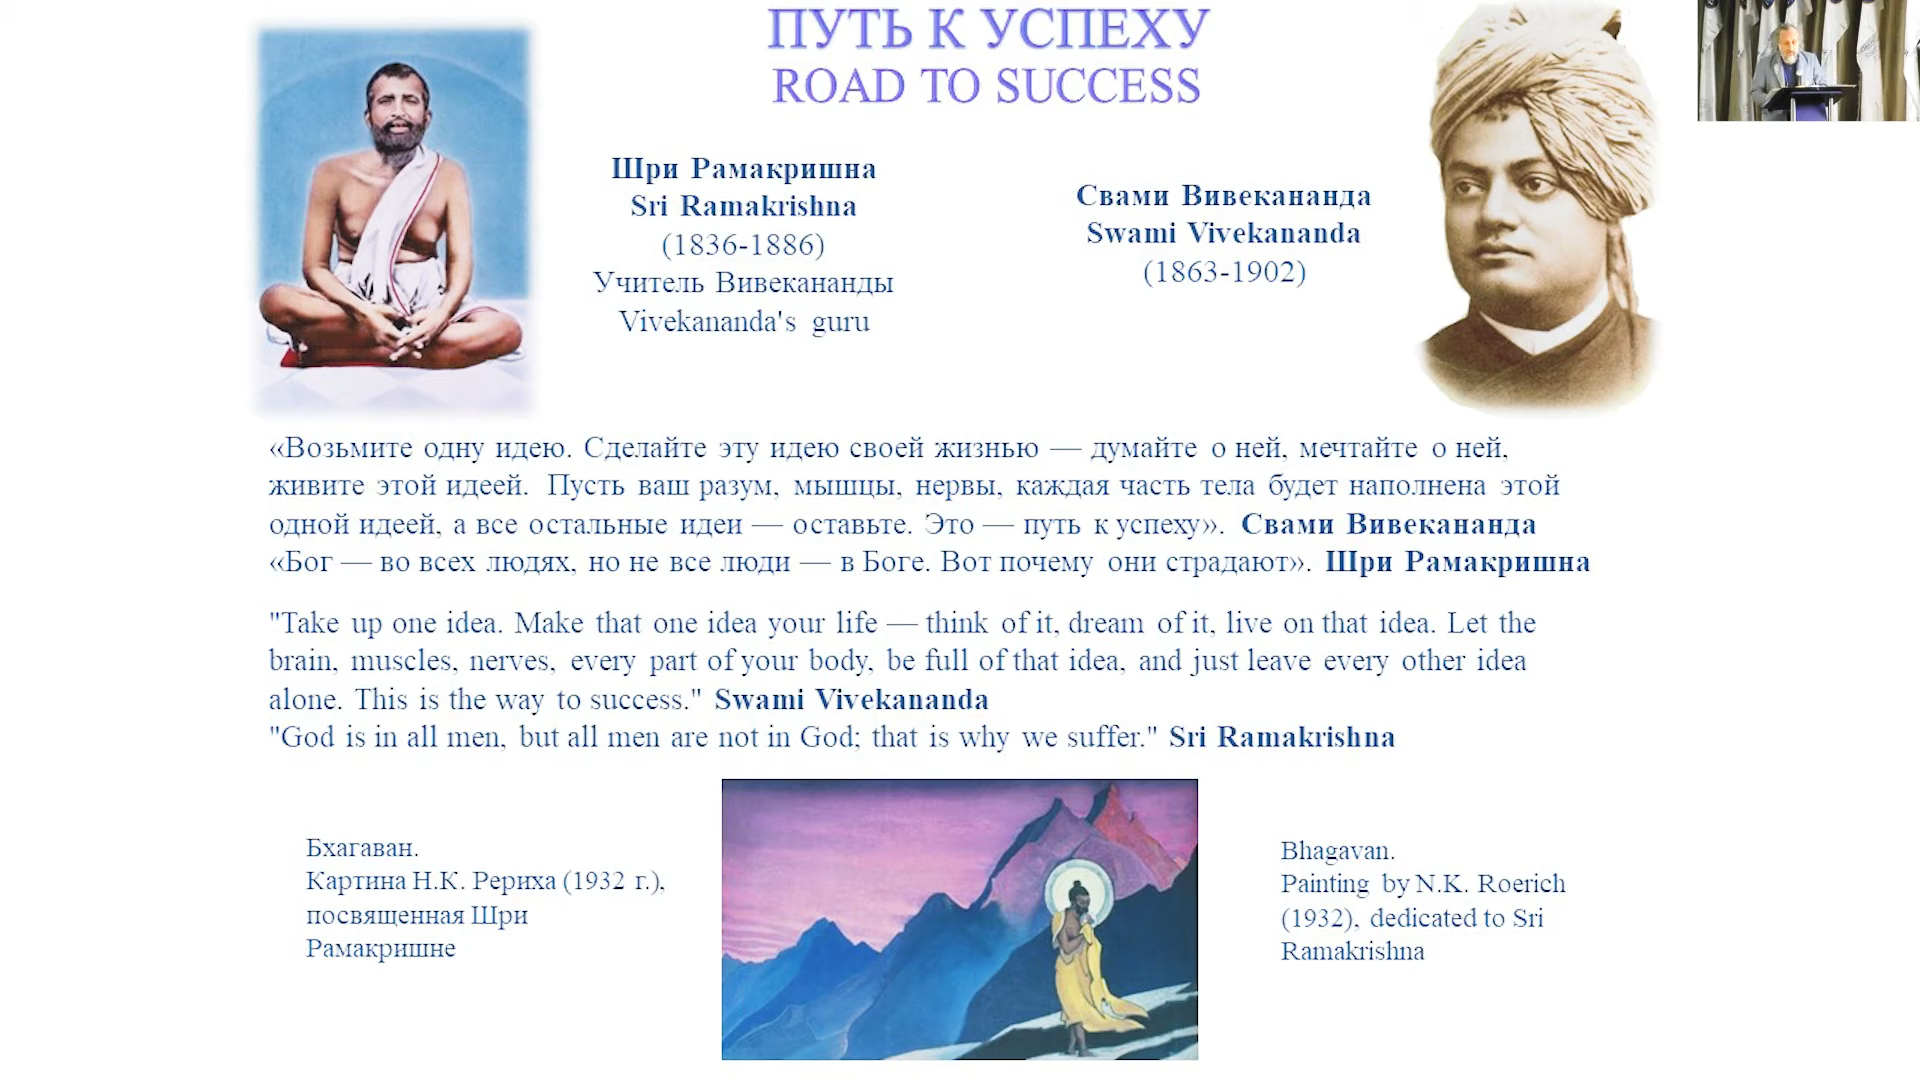 ПУТЬ К УСПЕХУ
ROAD TO SUCCESS
Шри Рамакришна
Sri Ramakrishna
(1836-1886)
Учитель Вивекананды
Vivekananda's guru
Свами Вивекананда
Swami Vivekananda
(1863-1902)
«Возьмите одну идею. Сделайте эту идею своей жизнью — думайте о ней, мечтайте о ней,
живите этой идеей. Пусть ваш разум, мышцы, нервы, каждая часть тела будет наполнена этой
одной идеей, а все остальные идеи — оставьте. Это — путь к успеху». Свами Вивекананда
«Бог — во всех людях, но не все люди — в Боге. Вот почему они страдают». Шри Рамакришна
"Take up one idea. Make that one idea your life — think of it, dream of it, live on that idea. Let the
brain, muscles, nerves, every part of your body, be full of that idea, and just leave every other idea
alone. This is the way to success." Swami Vivekananda
"God is in all men, but all men are not in God; that is why we suffer." Sri Ramakrishna
Бхагаван.
Картина Н.К. Рериха (1932 г.),
посвященная Шри
Рамакришне
Bhagavan.
Painting by N.K. Roerich
(1932), dedicated to Sri
Ramakrishna